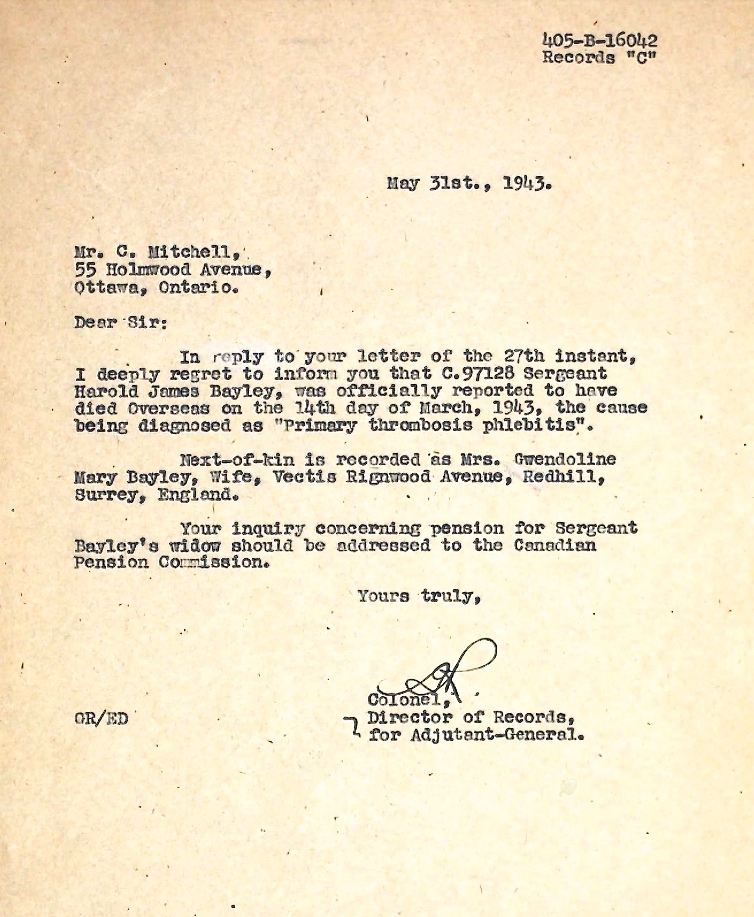 405-B-16042
Records "C"
May 31st., 1943.
Mr. C. Mitchell,
55 Holmwood Avenue,
Ottawa, Ontario.
Dear Sir:
In reply to your letter of the 27th instant,
I deeply regret to inform you that C.97128 Sergeant
Harold James Bayley, was officially reported to have
died Overseas on the 14th day of March, 1943, the cause
being diagnosed as "Primary thrombosis phlebitis".
Next-of-kin is recorded as Mrs. Gwendoline
Mary Bayley, Wife, Vectis Rignwood Avenue, Redhill,
Surrey, England.
Your inquiry concerning pension for Sergeant
Bayley's widow should be addressed to the Canadian
Pension Commission.
Yours truly,
Colonel,
Director of Records,
for Adjutant-General.
GR/ED